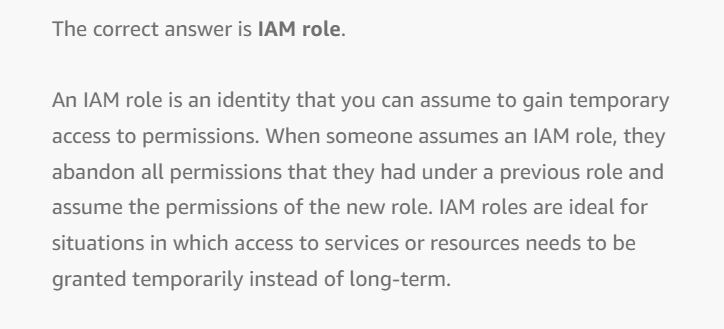 The correct answer is IAM role.
An IAM role is an identity that you can assume to gain temporary
access to permissions. When someone assumes an IAM role, they
abandon all permissions that they had under a previous role and
assume the permissions of the new role. IAM roles are ideal for
situations in which access to services or resources needs to be
granted temporarily instead of long-term.